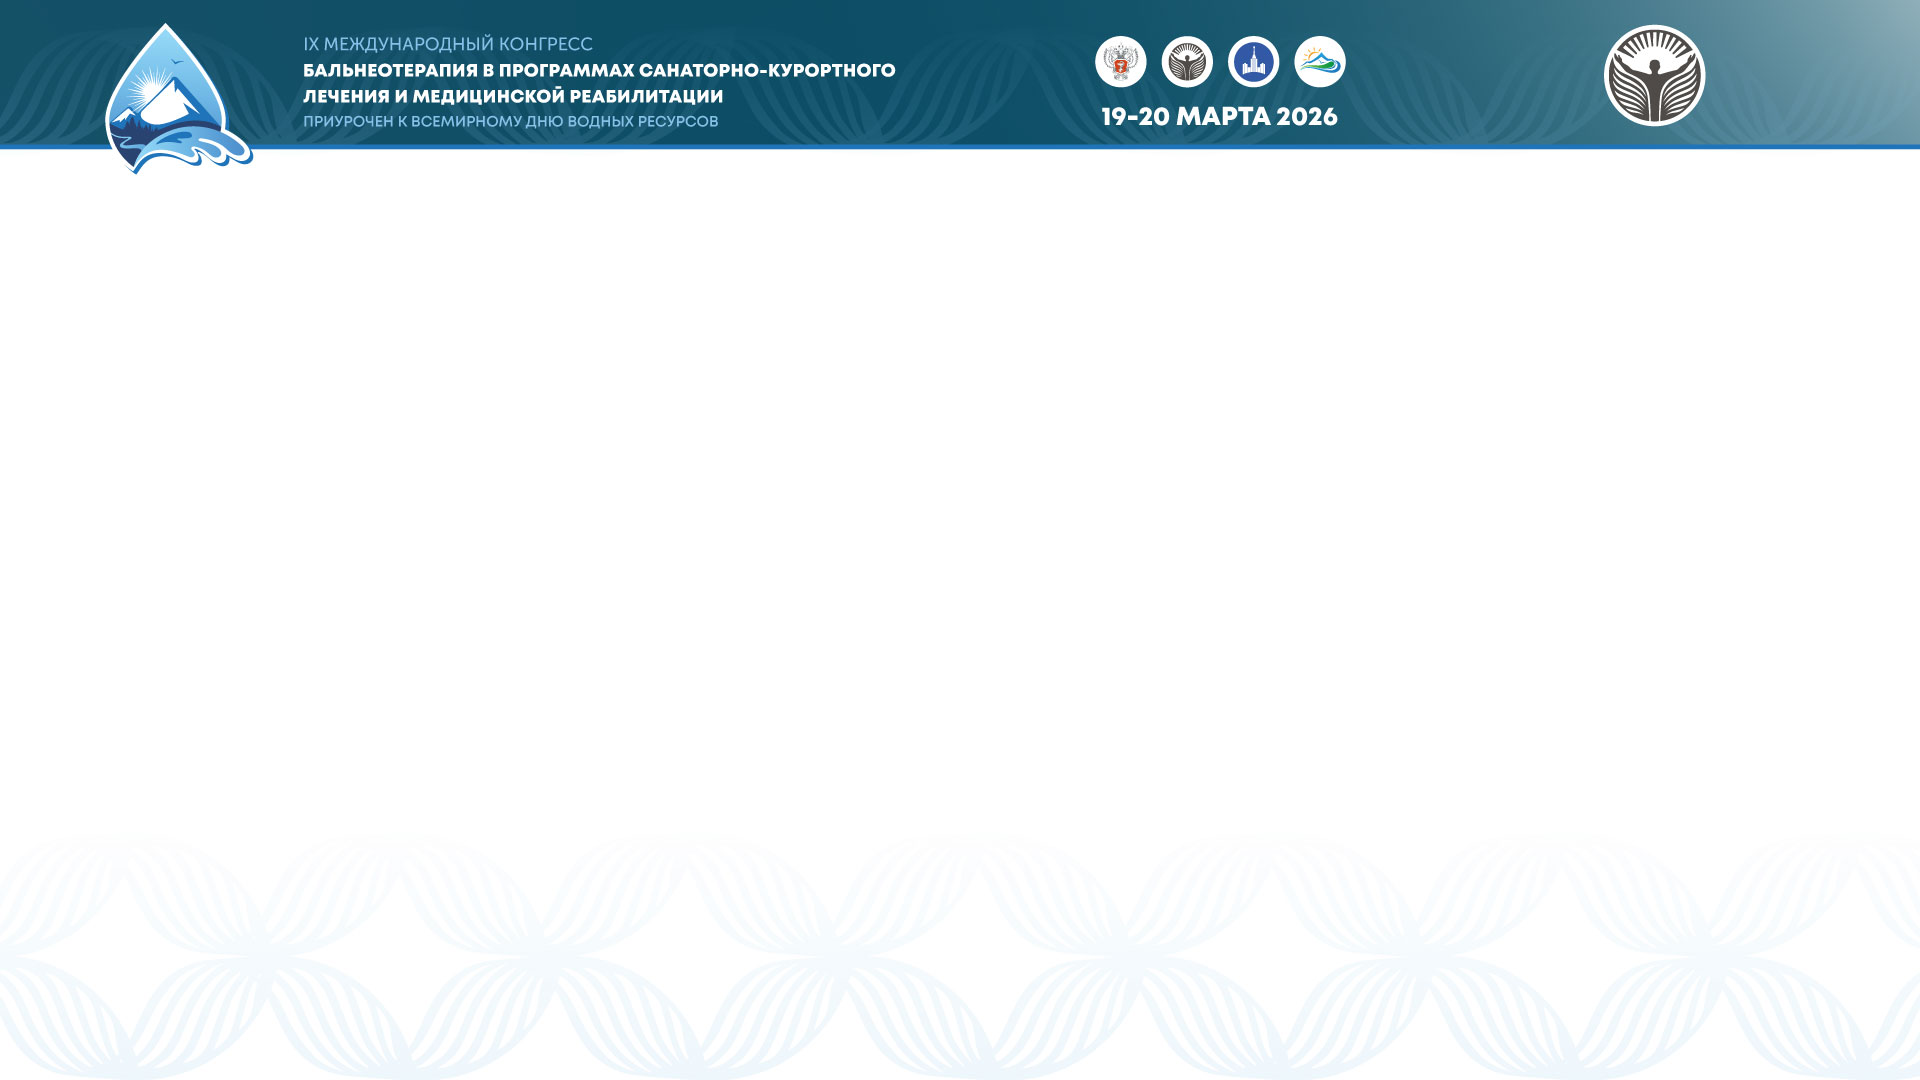 IX МЕЖДУНАРОДНЫЙ КОНГРЕСС
БАЛЬНЕОТЕРАПИЯ В ПРОГРАММАХ САНАТОРНО-КУРОРТНОГО
ЛЕЧЕНИЯ И МЕДИЦИНСКОЙ РЕАБИЛИТАЦИИ
ПРИУРОЧЕН К ВСЕМИРНОМУ ДНЮ ВОДНЫХ РЕСУРСОВ
19-20 МАРТА 2026